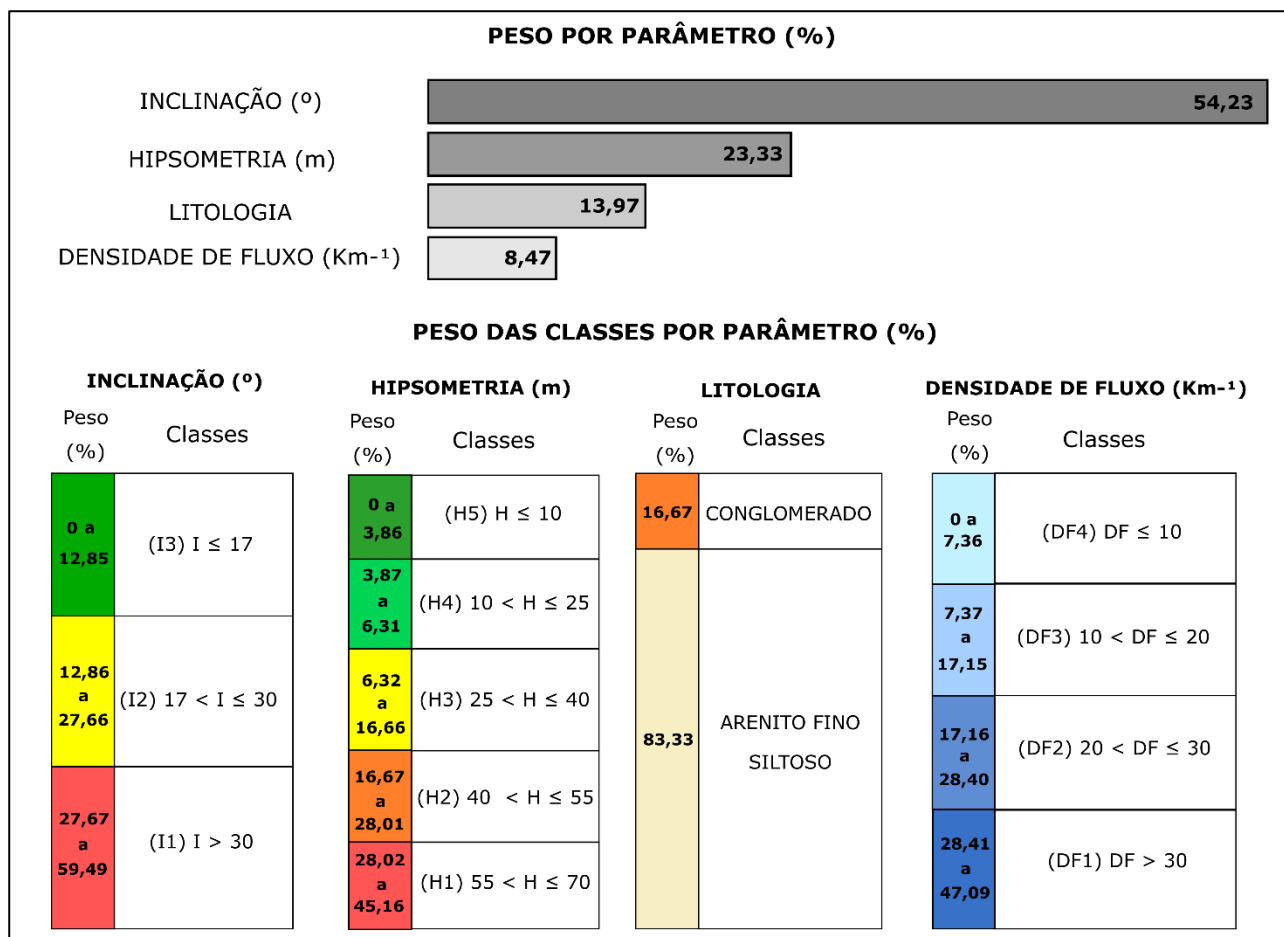 PESO POR PARÂMETRO (%)
INCLINAÇÃO (º)
54,23
HIPSOMETRIA (m)
23,33
LITOLOGIA
13,97
DENSIDADE DE FLUXO (Km-¹)
8,47
PESO DAS CLASSES POR PARÂMETRO (%)
INCLINAÇÃO (º)
Peso
(%)
Classes
0 a
12,85
(I3) I ≤ 17
12,86
a
27,66
(I2) 17 < I ≤ 30
27,67
a
59,49
(I1) I > 30
HIPSOMETRIA (m)
Peso
(%)
Classes
0 a
3,86
(H5) H ≤ 10
3,87
a
6,31
(H4) 10 < H ≤ 25
6,32
a
16,66
(H3) 25 < H ≤ 40
16,67
a
28,01
(H2) 40 < H ≤ 55
28,02
a
45,16
(H1) 55 < H ≤ 70
LITOLOGIA
Peso
(%)
Classes
16,67
CONGLOMERADO
83,33
ARENITO FINO
SILTOSO
DENSIDADE DE FLUXO (Km-¹)
Peso
(%)
Classes
0 a
7,36
(DF4) DF ≤ 10
7,37
a
17,15
(DF3) 10 < DF ≤ 20
17,16
a
28,40
(DF2) 20 < DF ≤ 30
28,41
a
47,09
(DF1) DF > 30